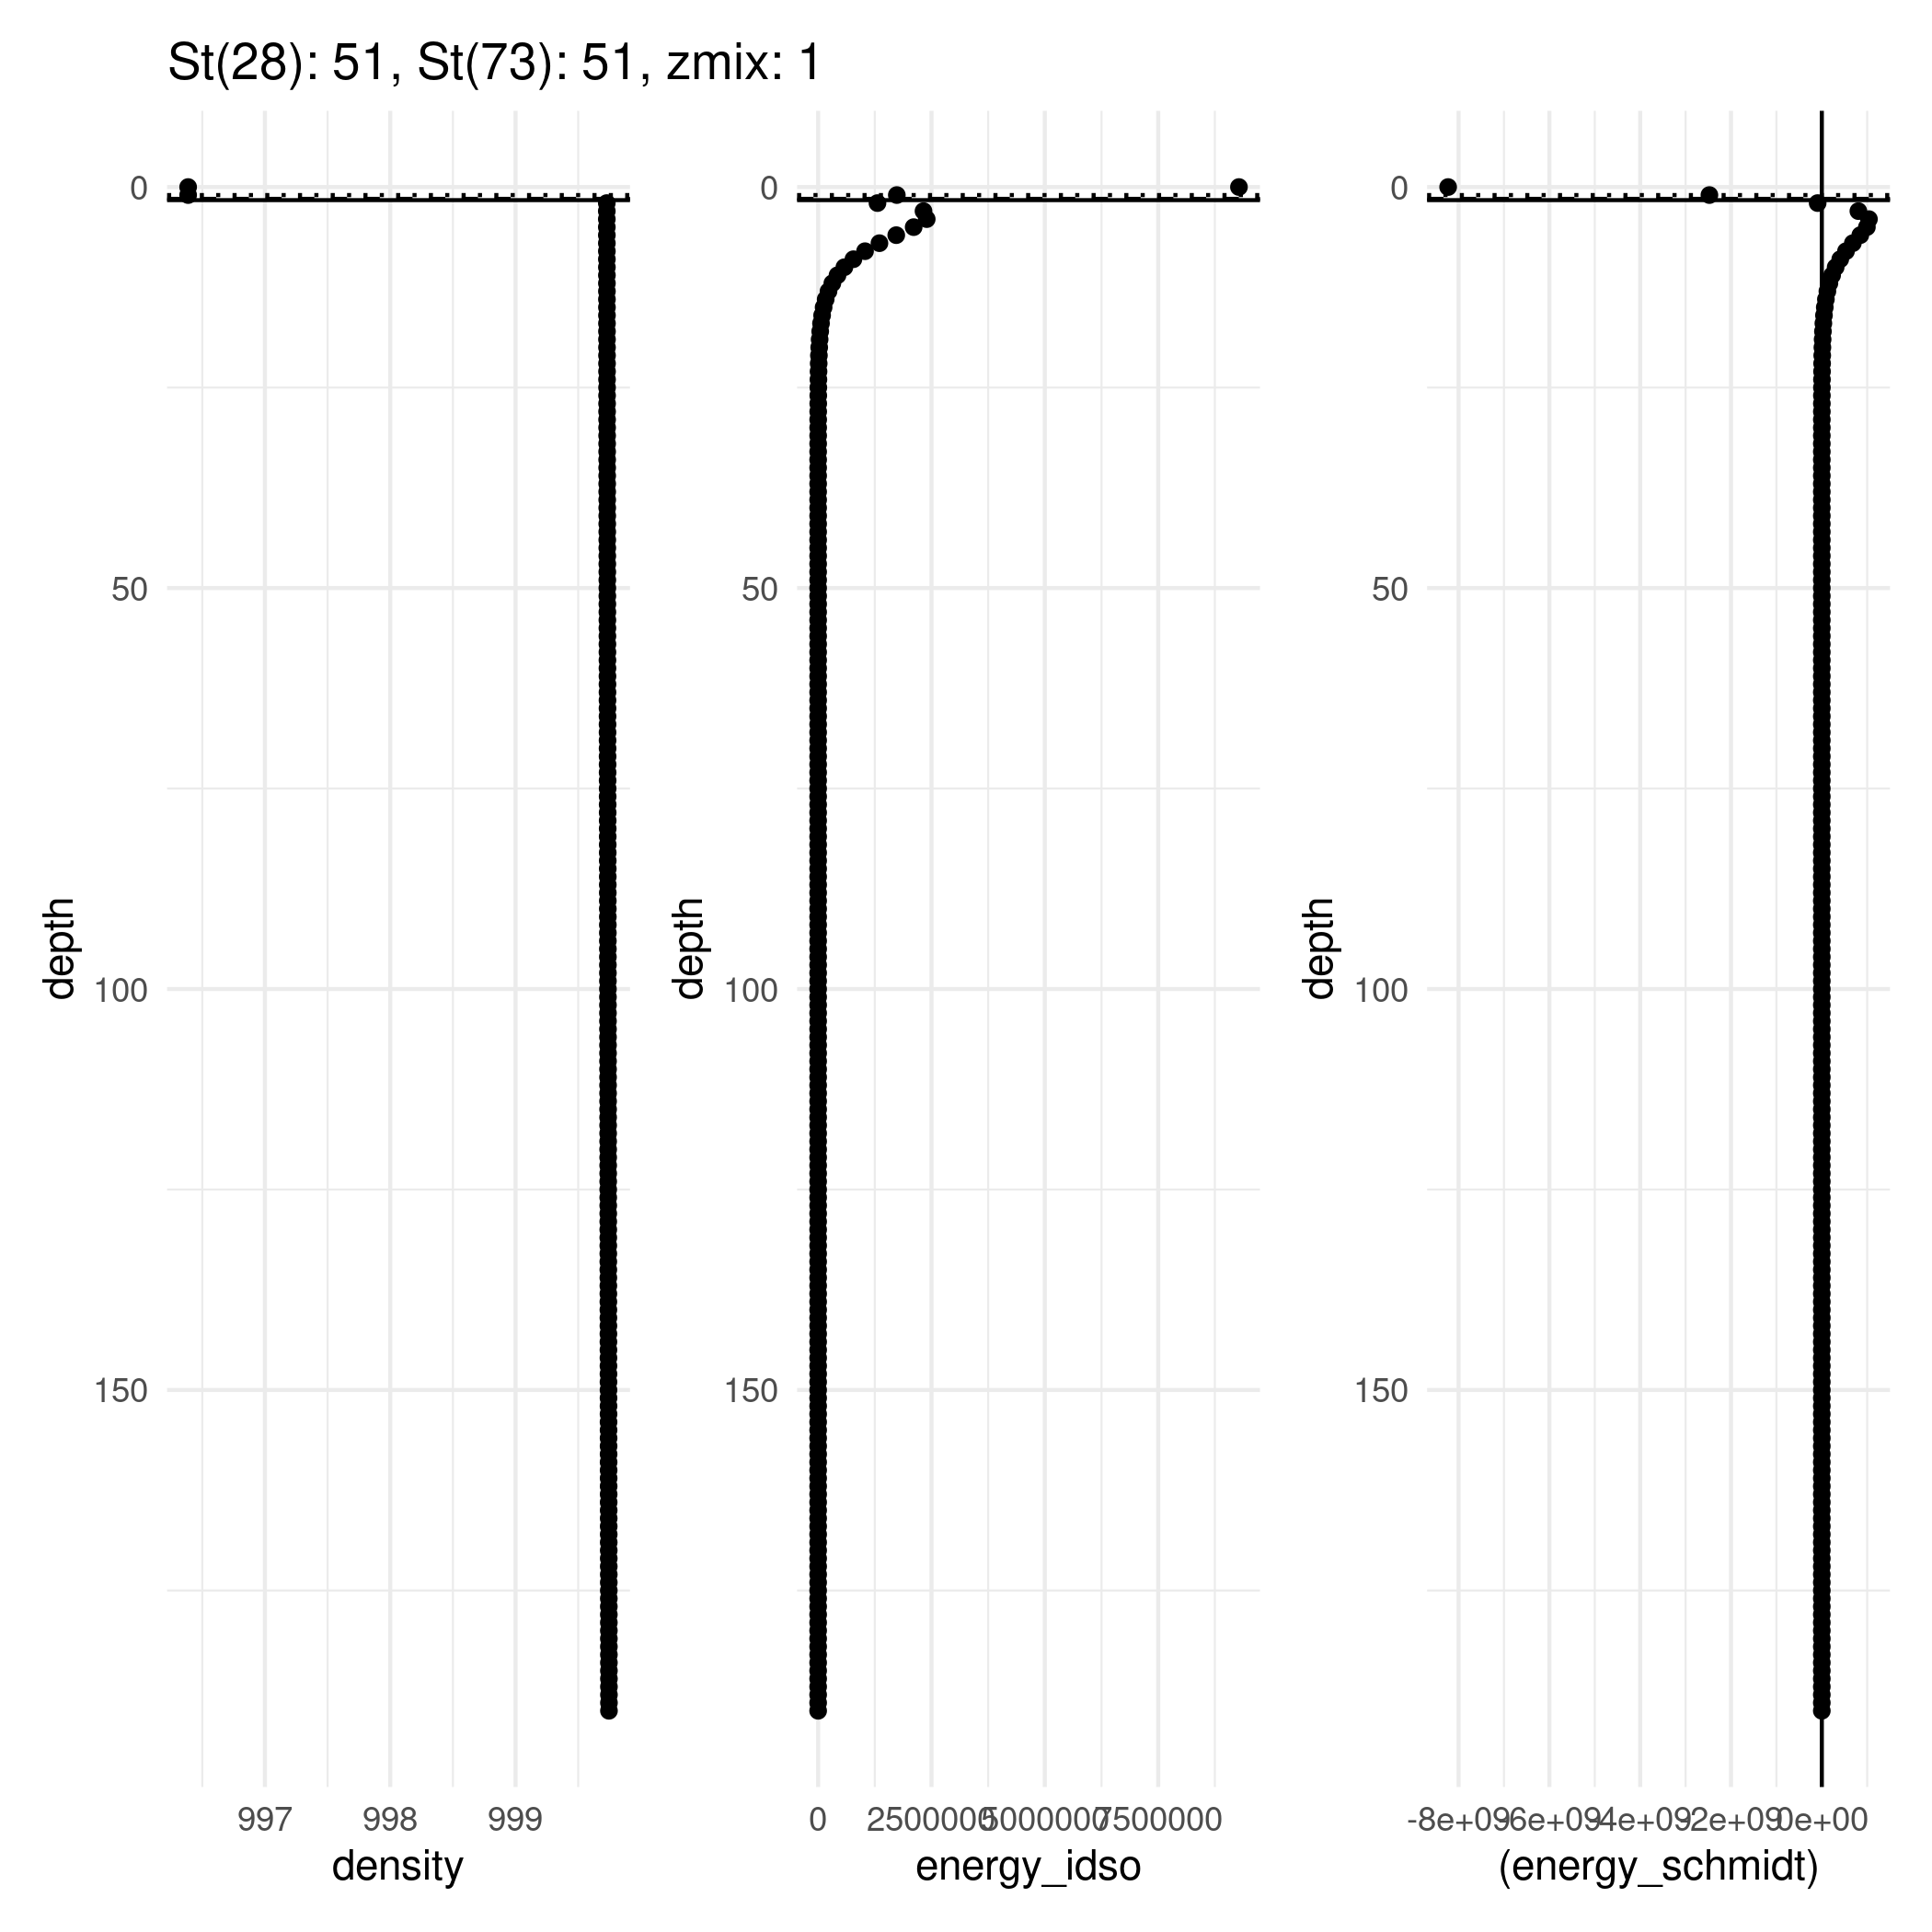 St(28): 51, St(73): 51, zmix: 1
0
50
100
150
depth
997 998 999
density
0
50
100
150
depth
0 2500000 5000000 7500000
energy_idso
0
50
100
150
depth
-8e+09 -6e+09 -4e+09 -2e+09 0e+00
(energy_schmidt)